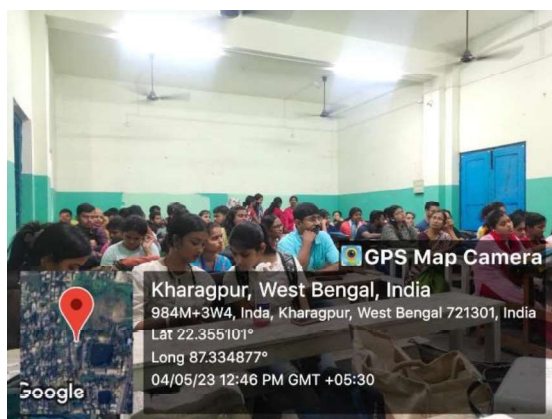 GPS Map Camera
Kharagpur, West Bengal, India
984M+3W4, Inda, Kharagpur, West Bengal 721301, India
Lat 22.355101°
Long 87.334877°
04/05/23 12:46 PM GMT +05:30
Google